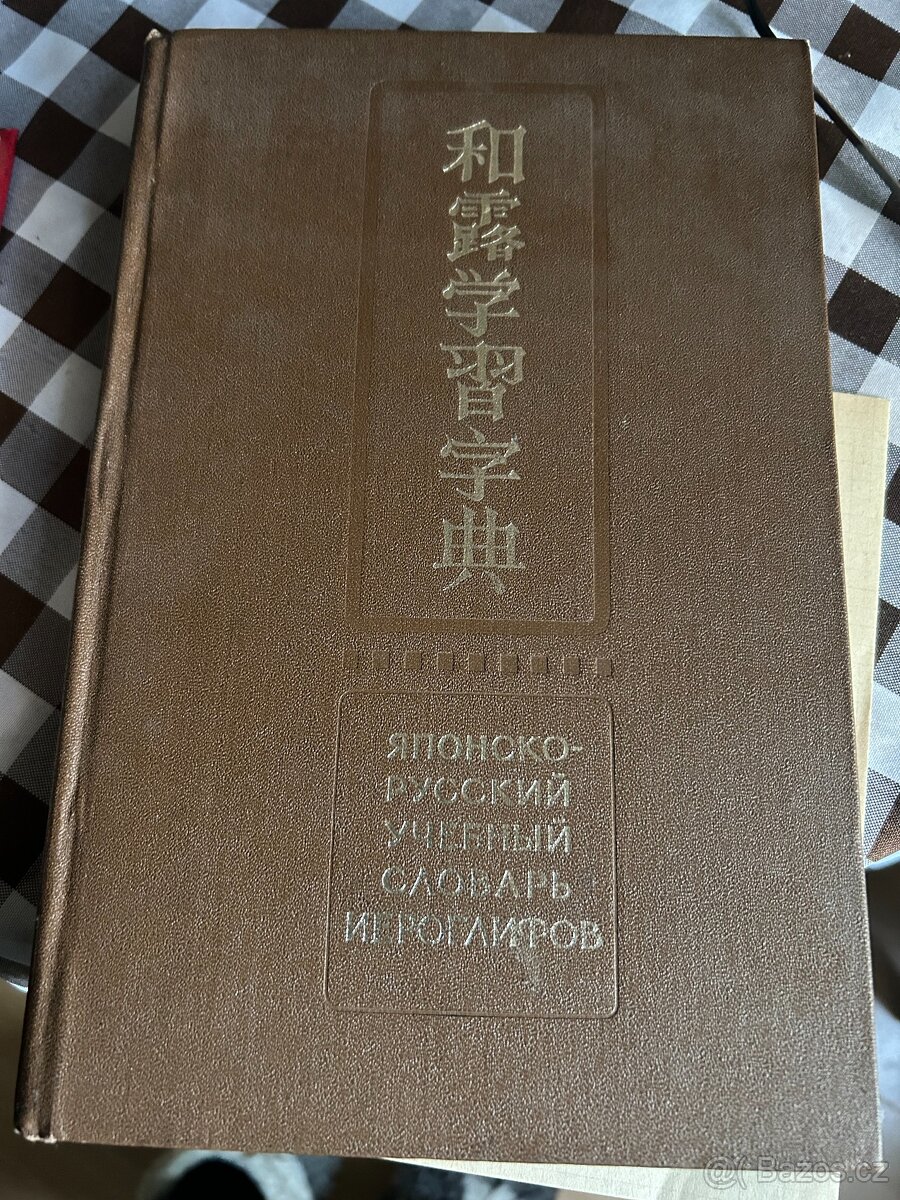 和露学習字典
ЯПОНСКО-
РУССКИЙ
УЧЕБНЫЙ
СЛОВАРЬ
ИЕРОГЛИФОВ
Bazos.cz